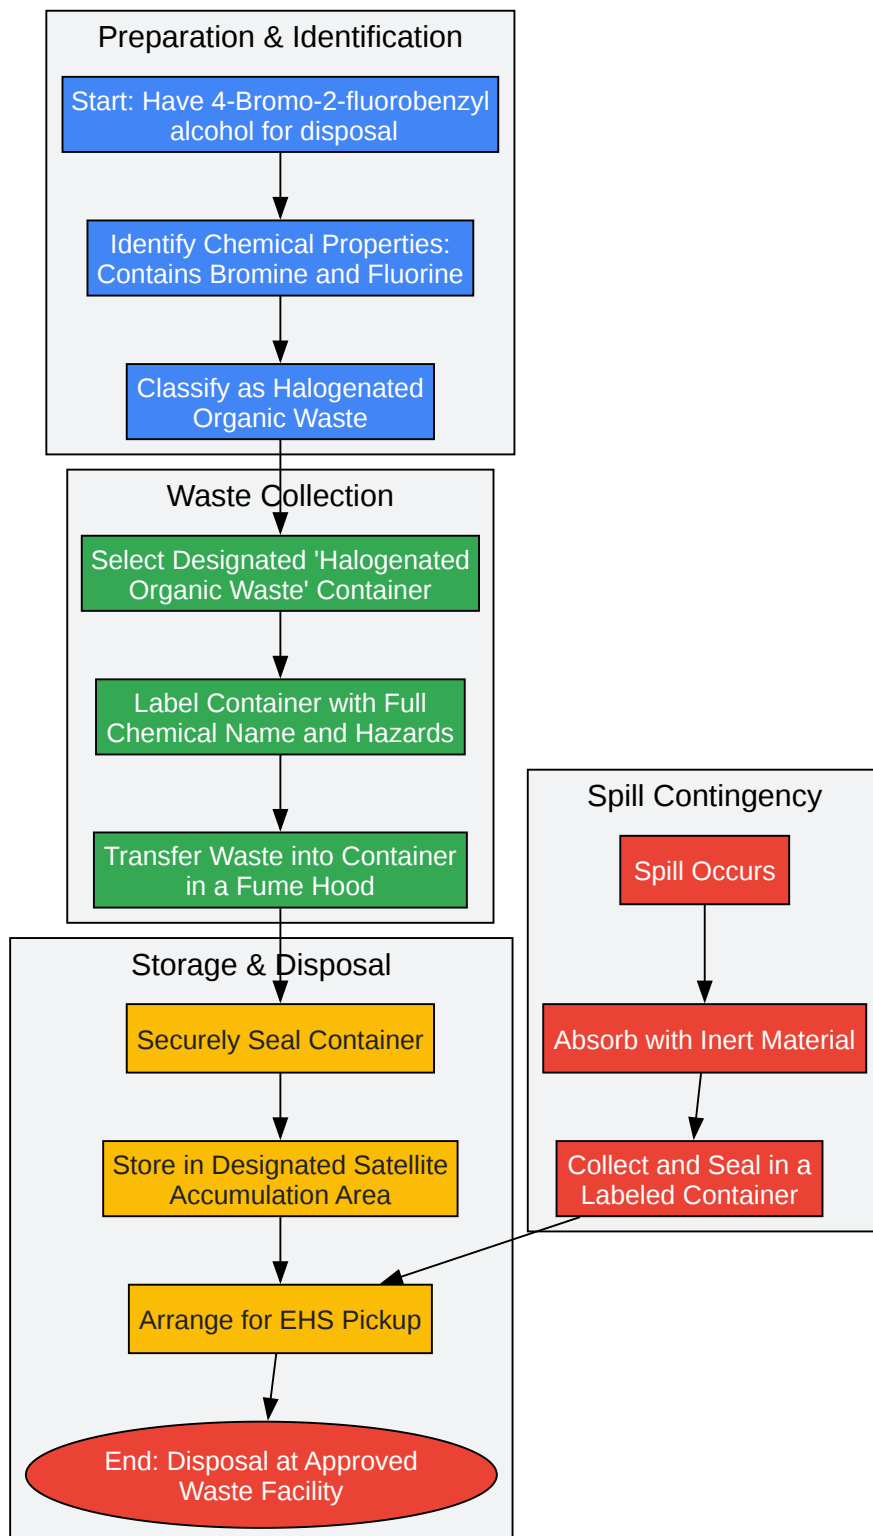 Preparation & Identification
Start: Have 4-Bromo-2-fluorobenzyl
alcohol for disposal
Identify Chemical Properties:
Contains Bromine and Fluorine
Classify as Halogenated
Organic Waste
Waste Collection
Select Designated 'Halogenated
Organic Waste' Container
Label Container with Full
Chemical Name and Hazards
Transfer Waste into Container
in a Fume Hood
Storage & Disposal
Securely Seal Container
Store in Designated Satellite
Accumulation Area
Arrange for EHS Pickup
End: Disposal at Approved
Waste Facility
Spill Contingency
Spill Occurs
Absorb with Inert Material
Collect and Seal in a
Labeled Container